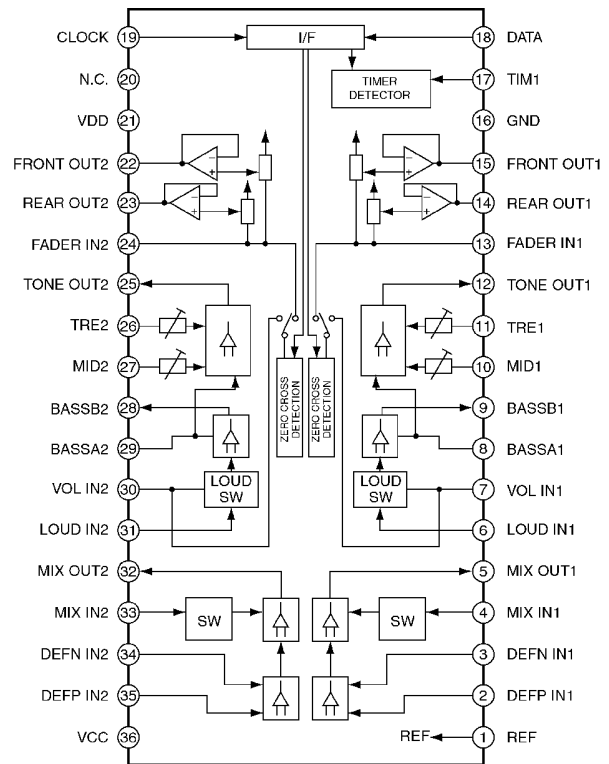 CLOCK 19 I/F 18 DATA
N.C. 20 TIMER DETECTOR 17 TIM1
VDD 21 16 GND
FRONT OUT2 22 − + − + 15 FRONT OUT1
REAR OUT2 23 − + − + 14 REAR OUT1
FADER IN2 24 13 FADER IN1
TONE OUT2 25 12 TONE OUT1
TRE2 26 11 TRE1
MID2 27 10 MID1
ZERO CROSS DETECTION ZERO CROSS DETECTION
BASSB2 28 9 BASSB1
BASSA2 29 8 BASSA1
VOL IN2 30 LOUD SW LOUD SW 7 VOL IN1
LOUD IN2 31 6 LOUD IN1
MIX OUT2 32 5 MIX OUT1
MIX IN2 33 SW SW 4 MIX IN1
DEFN IN2 34 3 DEFN IN1
DEFP IN2 35 2 DEFP IN1
VCC 36 REF 1 REF